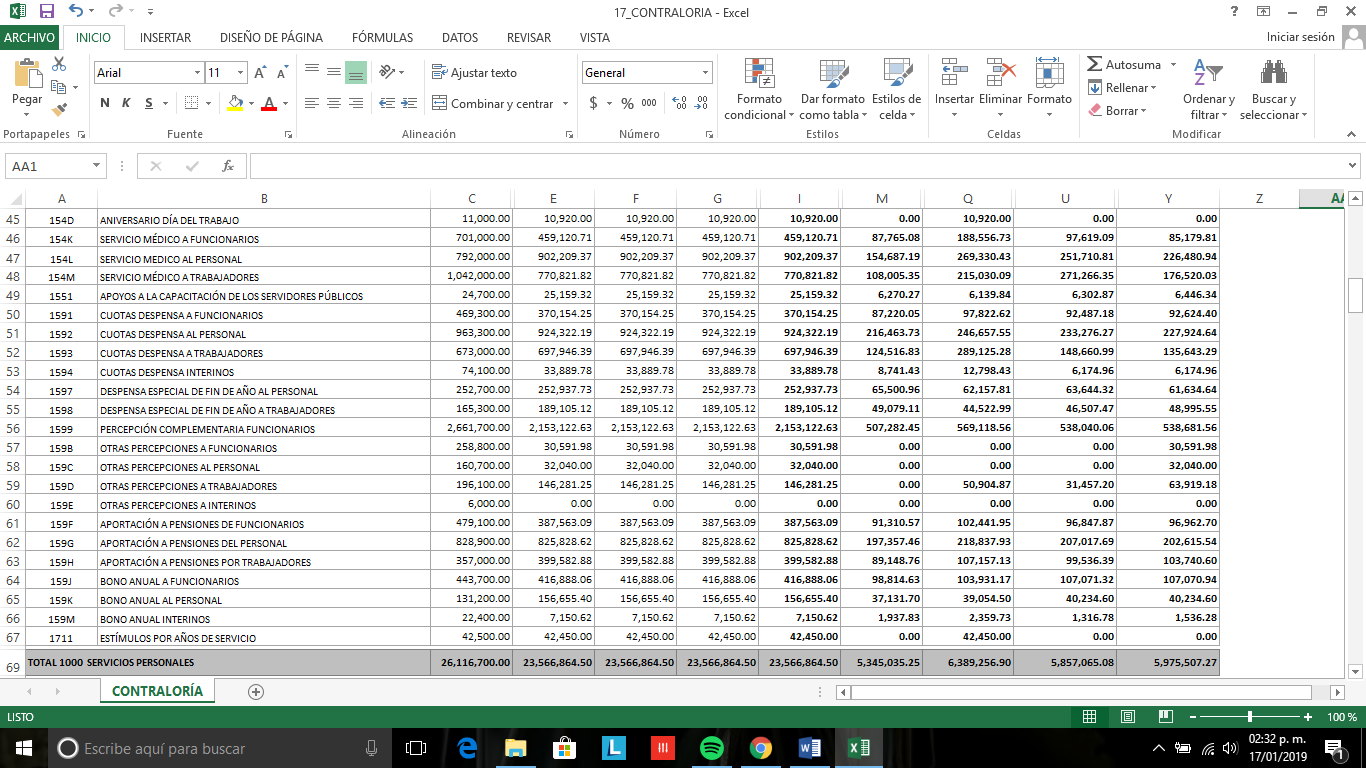 17_CONTRALORIA - Excel
?
ARCHIVO INICIO INSERTAR DISEÑO DE PÁGINA FÓRMULAS DATOS REVISAR VISTA Iniciar sesión
Pegar
Arial 11 A A
N K S A
Ajustar texto
Combinar y centrar
General
$ % 000
Formato condicional
Dar formato como tabla
Estilos de celda
Insertar Eliminar Formato
Σ Autosuma
Rellenar
Borrar
Ordenar y filtrar
Buscar y seleccionar
Portapapeles Fuente Alineación Número Estilos Celdas Modificar
AA1 fx
A B C E F G I M Q U Y Z AA
45 154D ANIVERSARIO DÍA DEL TRABAJO 11,000.00 10,920.00 10,920.00 10,920.00 10,920.00 0.00 10,920.00 0.00 0.00
46 154K SERVICIO MÉDICO A FUNCIONARIOS 701,000.00 459,120.71 459,120.71 459,120.71 459,120.71 87,765.08 188,556.73 97,619.09 85,179.81
47 154L SERVICIO MEDICO AL PERSONAL 792,000.00 902,209.37 902,209.37 902,209.37 902,209.37 154,687.19 269,330.43 251,710.81 226,480.94
48 154M SERVICIO MEDICO A TRABAJADORES 1,042,000.00 770,821.82 770,821.82 770,821.82 770,821.82 108,005.35 215,030.09 271,266.35 176,520.03
49 1551 APOYOS A LA CAPACITACIÓN DE LOS SERVIDORES PÚBLICOS 24,700.00 25,159.32 25,159.32 25,159.32 25,159.32 6,270.27 6,139.84 6,302.87 6,446.34
50 1591 CUOTAS DESPENSA A FUNCIONARIOS 469,300.00 370,154.25 370,154.25 370,154.25 370,154.25 87,220.05 97,822.62 92,487.18 92,624.40
51 1592 CUOTAS DESPENSA AL PERSONAL 963,300.00 924,322.19 924,322.19 924,322.19 924,322.19 216,463.73 246,657.55 233,276.27 227,924.64
52 1593 CUOTAS DESPENSA A TRABAJADORES 673,000.00 697,946.39 697,946.39 697,946.39 697,946.39 124,516.83 289,125.28 148,660.99 135,643.29
53 1594 CUOTAS DESPENSA INTERINOS 74,100.00 33,889.78 33,889.78 33,889.78 33,889.78 8,741.43 12,798.43 6,174.96 6,174.96
54 1597 DESPENSA ESPECIAL DE FIN DE AÑO AL PERSONAL 252,700.00 252,937.73 252,937.73 252,937.73 252,937.73 65,500.96 62,157.81 63,644.32 61,634.64
55 1598 DESPENSA ESPECIAL DE FIN DE AÑO A TRABAJADORES 165,300.00 189,105.12 189,105.12 189,105.12 189,105.12 49,079.11 44,522.99 46,507.47 48,995.55
56 1599 PERCEPCIÓN COMPLEMENTARIA FUNCIONARIOS 2,661,700.00 2,153,122.63 2,153,122.63 2,153,122.63 2,153,122.63 507,282.45 569,118.56 538,040.06 538,681.56
57 159B OTRAS PERCEPCIONES A FUNCIONARIOS 258,800.00 30,591.98 30,591.98 30,591.98 30,591.98 0.00 0.00 0.00 30,591.98
58 159C OTRAS PERCEPCIONES AL PERSONAL 160,700.00 32,040.00 32,040.00 32,040.00 32,040.00 0.00 0.00 0.00 32,040.00
59 159D OTRAS PERCEPCIONES A TRABAJADORES 196,100.00 146,281.25 146,281.25 146,281.25 146,281.25 0.00 50,904.87 31,457.20 63,919.18
60 159E OTRAS PERCEPCIONES A INTERINOS 6,000.00 0.00 0.00 0.00 0.00 0.00 0.00 0.00 0.00
61 159F APORTACIÓN A PENSIONES DE FUNCIONARIOS 479,100.00 387,563.09 387,563.09 387,563.09 387,563.09 91,310.57 102,441.95 96,847.87 96,962.70
62 159G APORTACIÓN A PENSIONES DEL PERSONAL 828,900.00 825,828.62 825,828.62 825,828.62 825,828.62 197,357.46 218,837.93 207,017.69 202,615.54
63 159H APORTACIÓN A PENSIONES POR TRABAJADORES 357,000.00 399,582.88 399,582.88 399,582.88 399,582.88 89,148.76 107,157.13 99,536.39 103,740.60
64 159J BONO ANUAL A FUNCIONARIOS 443,700.00 416,888.06 416,888.06 416,888.06 416,888.06 98,814.63 103,931.17 107,071.32 107,070.94
65 159K BONO ANUAL AL PERSONAL 131,200.00 156,655.40 156,655.40 156,655.40 156,655.40 37,131.70 39,054.50 40,234.60 40,234.60
66 159M BONO ANUAL INTERINOS 22,400.00 7,150.62 7,150.62 7,150.62 7,150.62 1,937.83 2,359.73 1,316.78 1,536.28
67 1711 ESTÍMULOS POR AÑOS DE SERVICIO 42,500.00 42,450.00 42,450.00 42,450.00 42,450.00 0.00 42,450.00 0.00 0.00
69 TOTAL 1000 SERVICIOS PERSONALES 26,116,700.00 23,566,864.50 23,566,864.50 23,566,864.50 23,566,864.50 5,345,035.25 6,389,256.90 5,857,065.08 5,975,507.27
CONTRALORÍA
LISTO 100 %
Escribe aquí para buscar
02:32 p. m.
17/01/2019
1